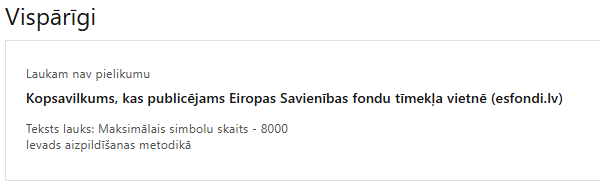 Vispārīgi
Laukam nav pielikumu
Kopsavilkums, kas publicējams Eiropas Savienības fondu tīmekļa vietnē (esfondi.lv)
Teksts lauks: Maksimālais simbolu skaits - 8000
Ievads aizpildīšanas metodikā